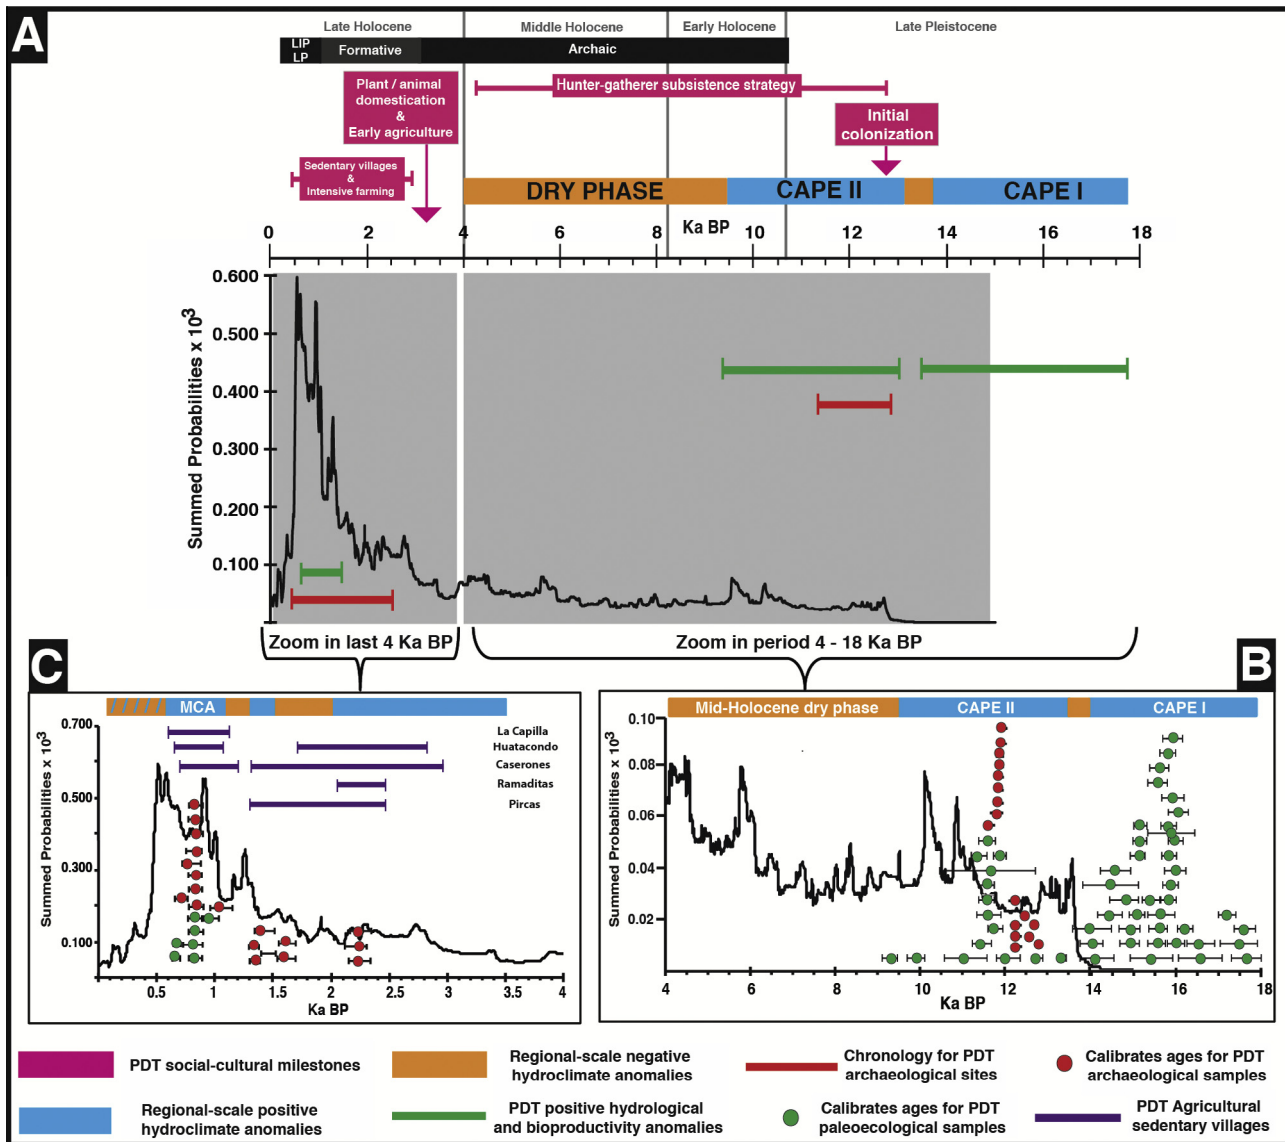 A
Late Holocene
Middle Holocene
Early Holocene
Late Pleistocene
LIP
LP
Formative
Archaic
Plant / animal
domestication
&
Early agriculture
Hunter-gatherer subsistence strategy
Initial
colonization
Sedentary villages
&
Intensive farming
DRY PHASE
CAPE II
CAPE I
Ka BP
0 2 4 6 8 10 12 14 16 18
Summed Probabilities x 10³
0.600
0.500
0.400
0.300
0.200
0.100
Zoom in last 4 Ka BP
Zoom in period 4 - 18 Ka BP
C
MCA
La Capilla
Huatacondo
Caserones
Ramaditas
Pircas
Summed Probabilities x 10³
0.700
0.500
0.300
0.100
0.5 1 1.5 2 2.5 3 3.5 4
Ka BP
B
Mid-Holocene dry phase
CAPE II
CAPE I
Summed Probabilities x 10³
0.10
0.08
0.06
0.04
0.02
4 6 8 10 12 14 16 18
Ka BP
PDT social-cultural milestones
Regional-scale negative
hydroclimate anomalies
Chronology for PDT
archaeological sites
Calibrates ages for PDT
archaeological samples
Regional-scale positive
hydroclimate anomalies
PDT positive hydrological
and bioproductivity anomalies
Calibrates ages for PDT
paleoecological samples
PDT Agricultural
sedentary villages